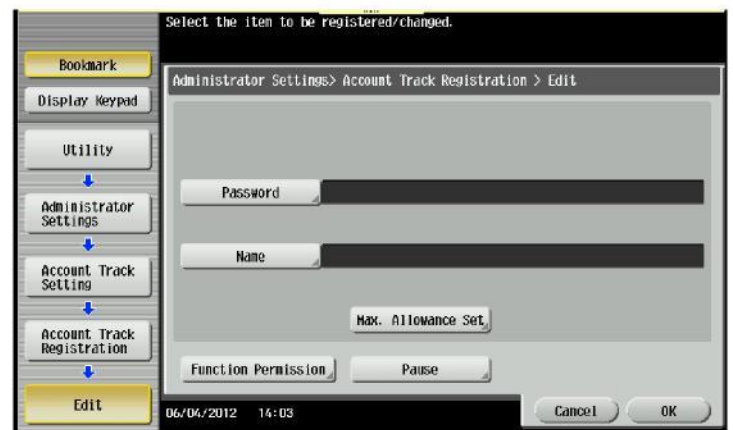 Select the item to be registered/changed.
Bookmark
Display Keypad
Utility
Administrator
Settings
Account Track
Setting
Account Track
Registration
Edit
Administrator Settings> Account Track Registration > Edit
Password
Name
Max. Allowance Set
Function Permission
Pause
06/04/2012 14:03
Cancel
OK